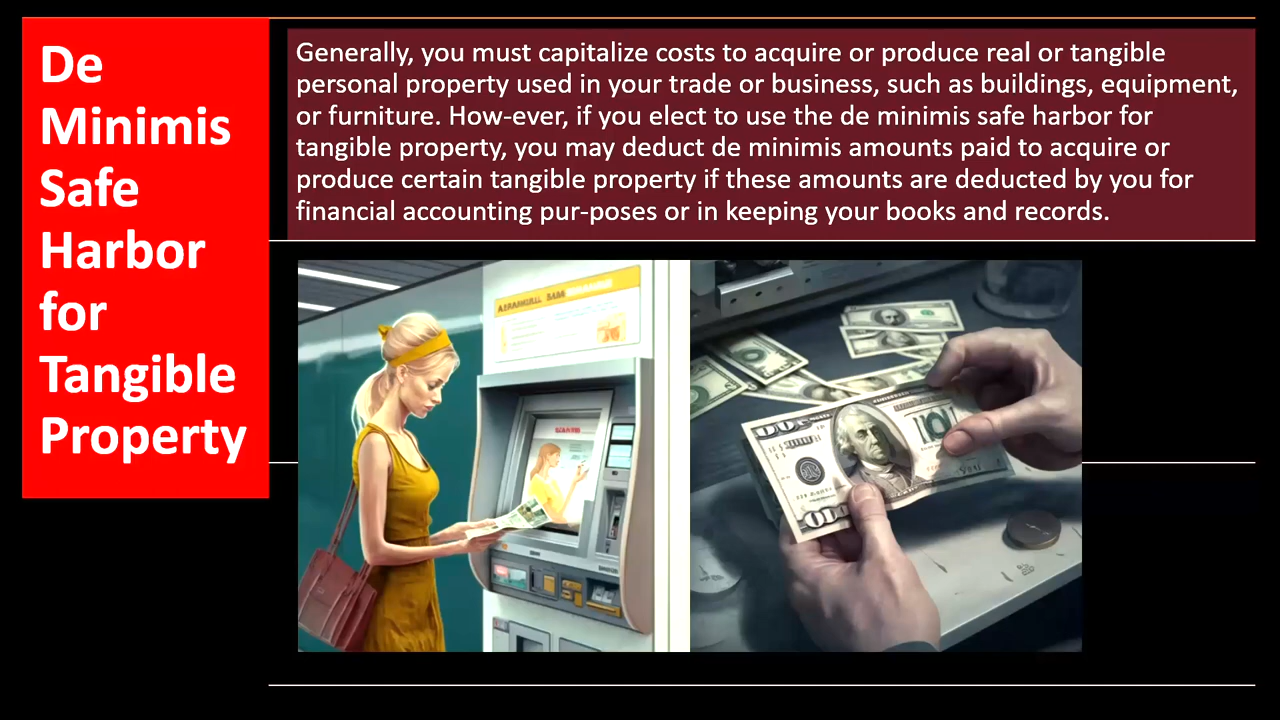 De
Minimis
Safe
Harbor
for
Tangible
Property
Generally, you must capitalize costs to acquire or produce real or tangible
personal property used in your trade or business, such as buildings, equipment,
or furniture. How-ever, if you elect to use the de minimis safe harbor for
tangible property, you may deduct de minimis amounts paid to acquire or
produce certain tangible property if these amounts are deducted by you for
financial accounting pur-poses or in keeping your books and records.